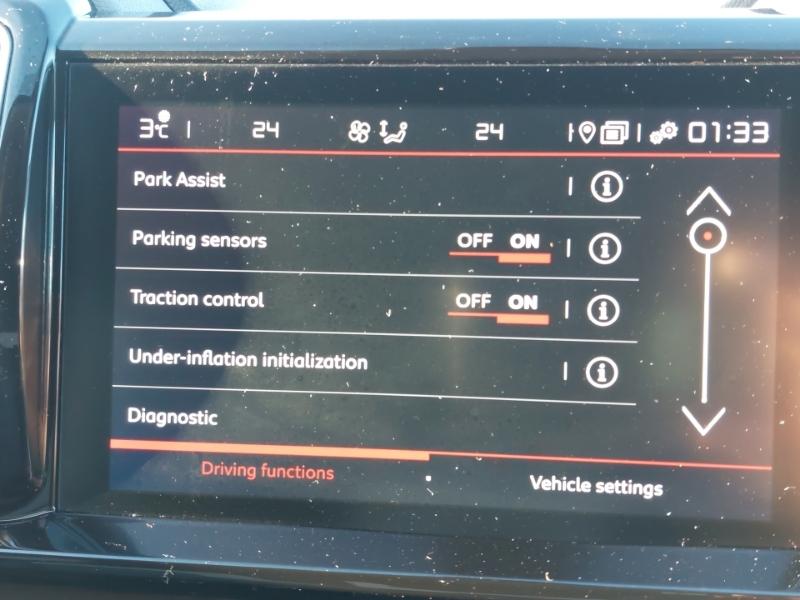 3°C 24 24 01:33
Park Assist
Parking sensors OFF ON
Traction control OFF ON
Under-inflation initialization
Diagnostic
Driving functions Vehicle settings